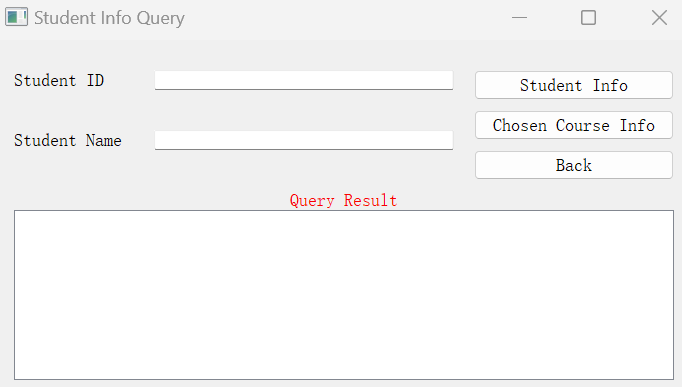 Student Info Query
Student ID
Student Info
Chosen Course Info
Student Name
Back
Query Result